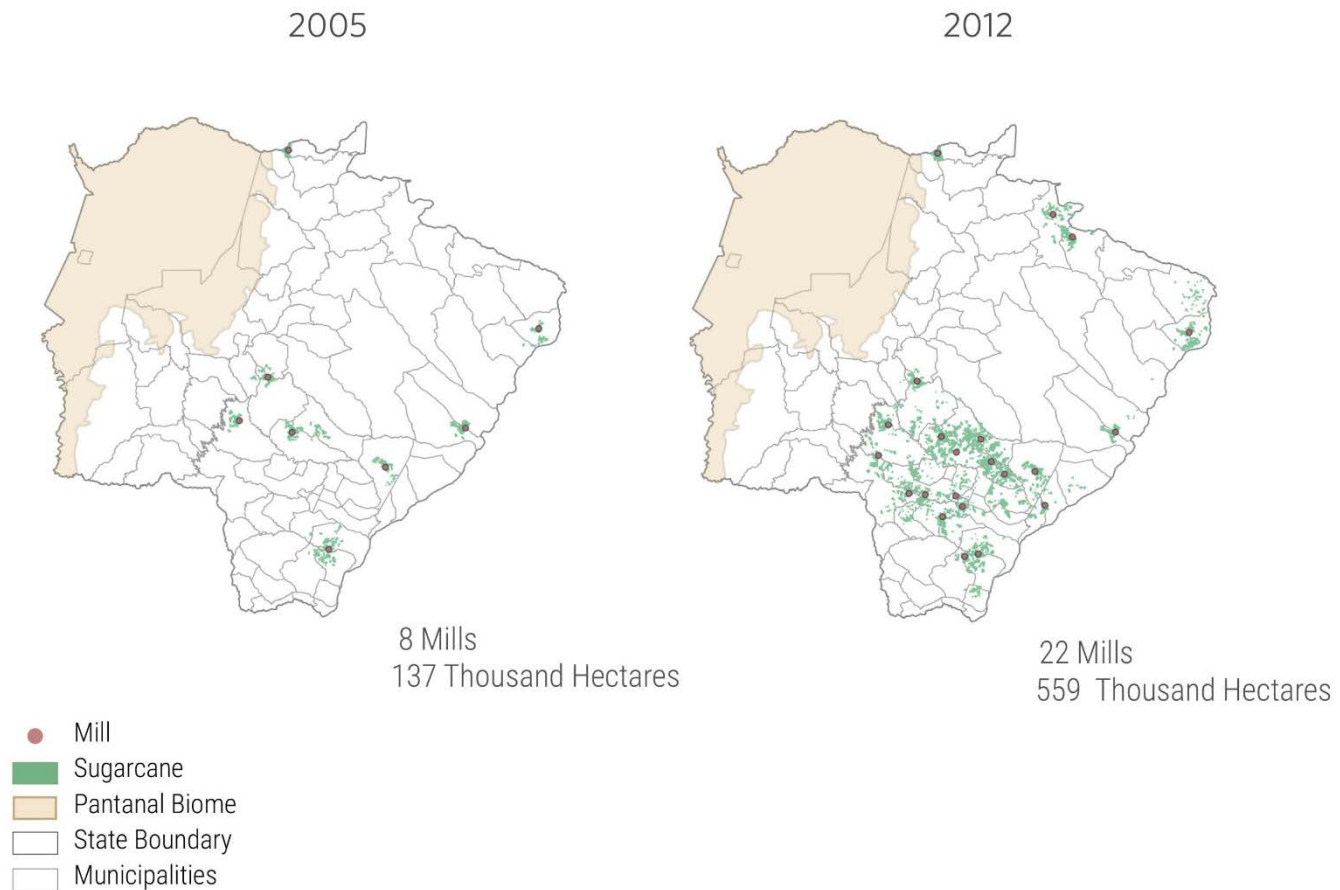 2005
2012
8 Mills
137 Thousand Hectares
22 Mills
559 Thousand Hectares
Mill
Sugarcane
Pantanal Biome
State Boundary
Municipalities